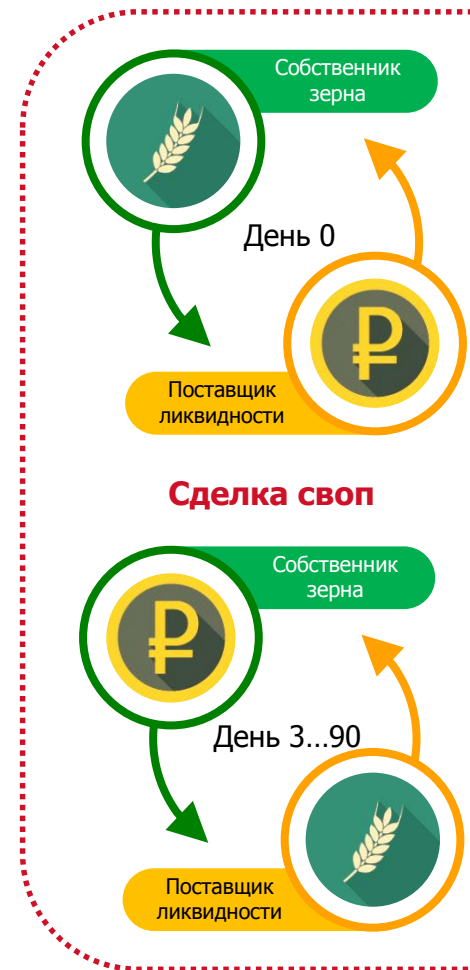 Собственник
зерна
День 0
Поставщик
ликвидности
Сделка своп
Собственник
зерна
День 3...90
Поставщик
ликвидности